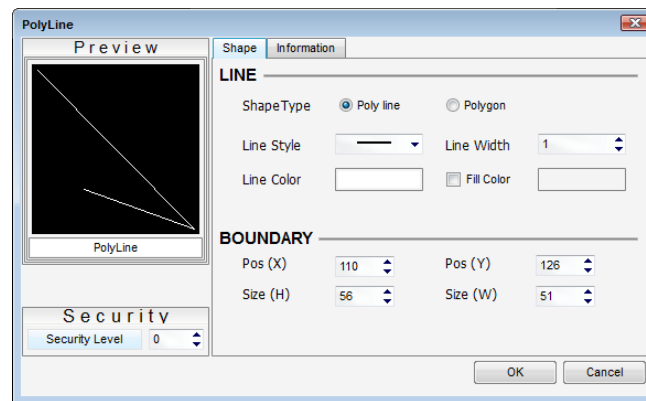 PolyLine
Preview
PolyLine
Security
Security Level 0
Shape Information
LINE
ShapeType Poly line Polygon
Line Style Line Width 1
Line Color Fill Color
BOUNDARY
Pos (X) 110 Pos (Y) 126
Size (H) 56 Size (W) 51
OK Cancel